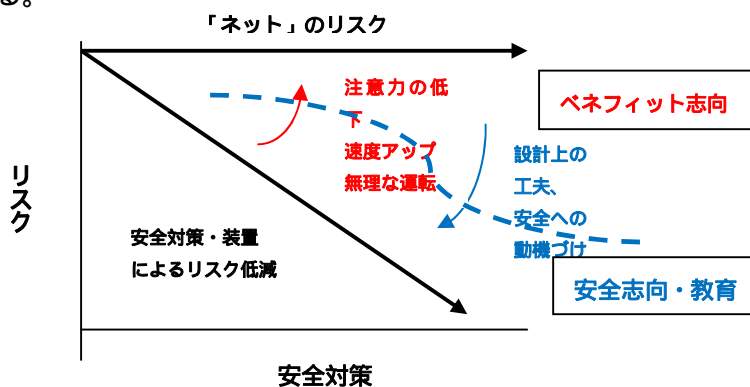 る。
「ネット」のリスク
注意力の低
下
速度アップ
無理な運転
ベネフィット志向
設計上の
工夫、
安全への
動機づけ
リスク
安全対策・装置
によるリスク低減
安全志向・教育
安全対策